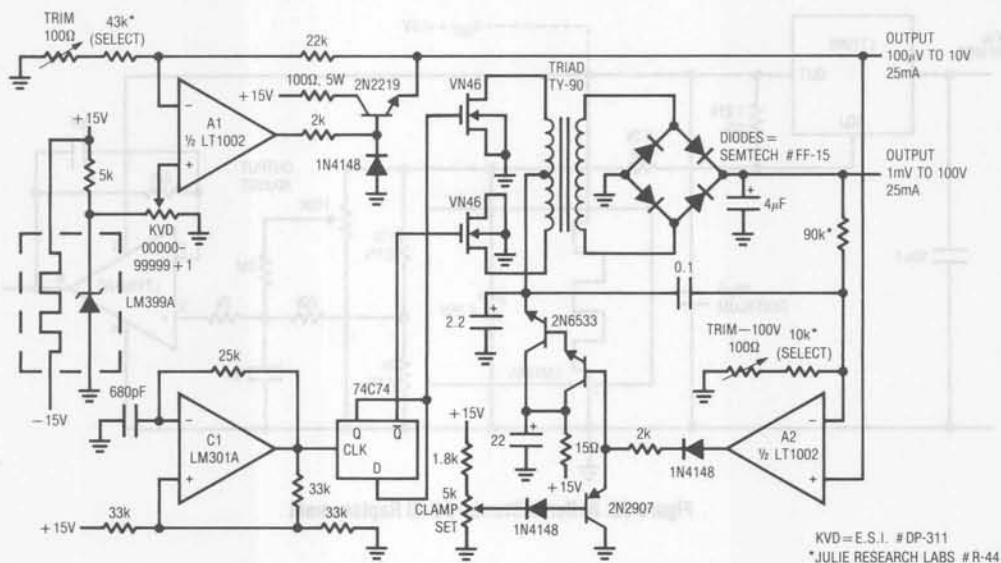 TRIM
100Ω
43k*
(SELECT)
22k
OUTPUT
100µV TO 10V
25mA
+15V
100Ω, 5W
2N2219
VN46
TRIAD
TY-90
+15V
A1
½ LT1002
2k
5k
1N4148
DIODES =
SEMTECH #FF-15
OUTPUT
1mV TO 100V
25mA
VN46
4µF
90k*
KVD
00000-
99999 + 1
LM399A
0.1
2.2
2N6533
TRIM—100V
100Ω
10k*
(SELECT)
25k
680pF
74C74
-15V
Q
Q̅
CLK
D
C1
LM301A
+15V
22
15Ω
2k
A2
½ LT1002
1.8k
+15V
1N4148
33k
5k
CLAMP
SET
+15V
33k
33k
1N4148
2N2907
KVD = E.S.I. #DP-311
*JULIE RESEARCH LABS #R-44